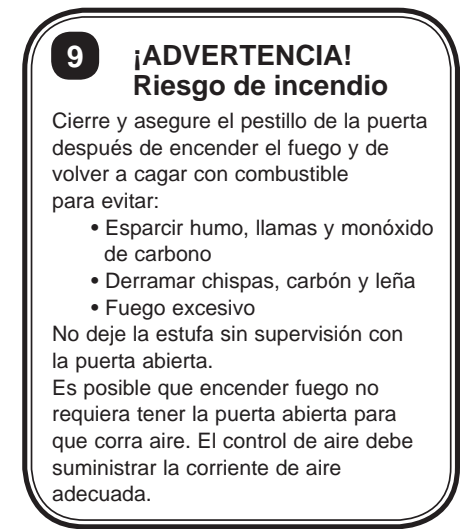 9 ¡ADVERTENCIA!
Riesgo de incendio
Cierre y asegure el pestillo de la puerta
después de encender el fuego y de
volver a cagar con combustible
para evitar:
• Esparcir humo, llamas y monóxido
de carbono
• Derramar chispas, carbón y leña
• Fuego excesivo
No deje la estufa sin supervisión con
la puerta abierta.
Es posible que encender fuego no
requiera tener la puerta abierta para
que corra aire. El control de aire debe
suministrar la corriente de aire
adecuada.